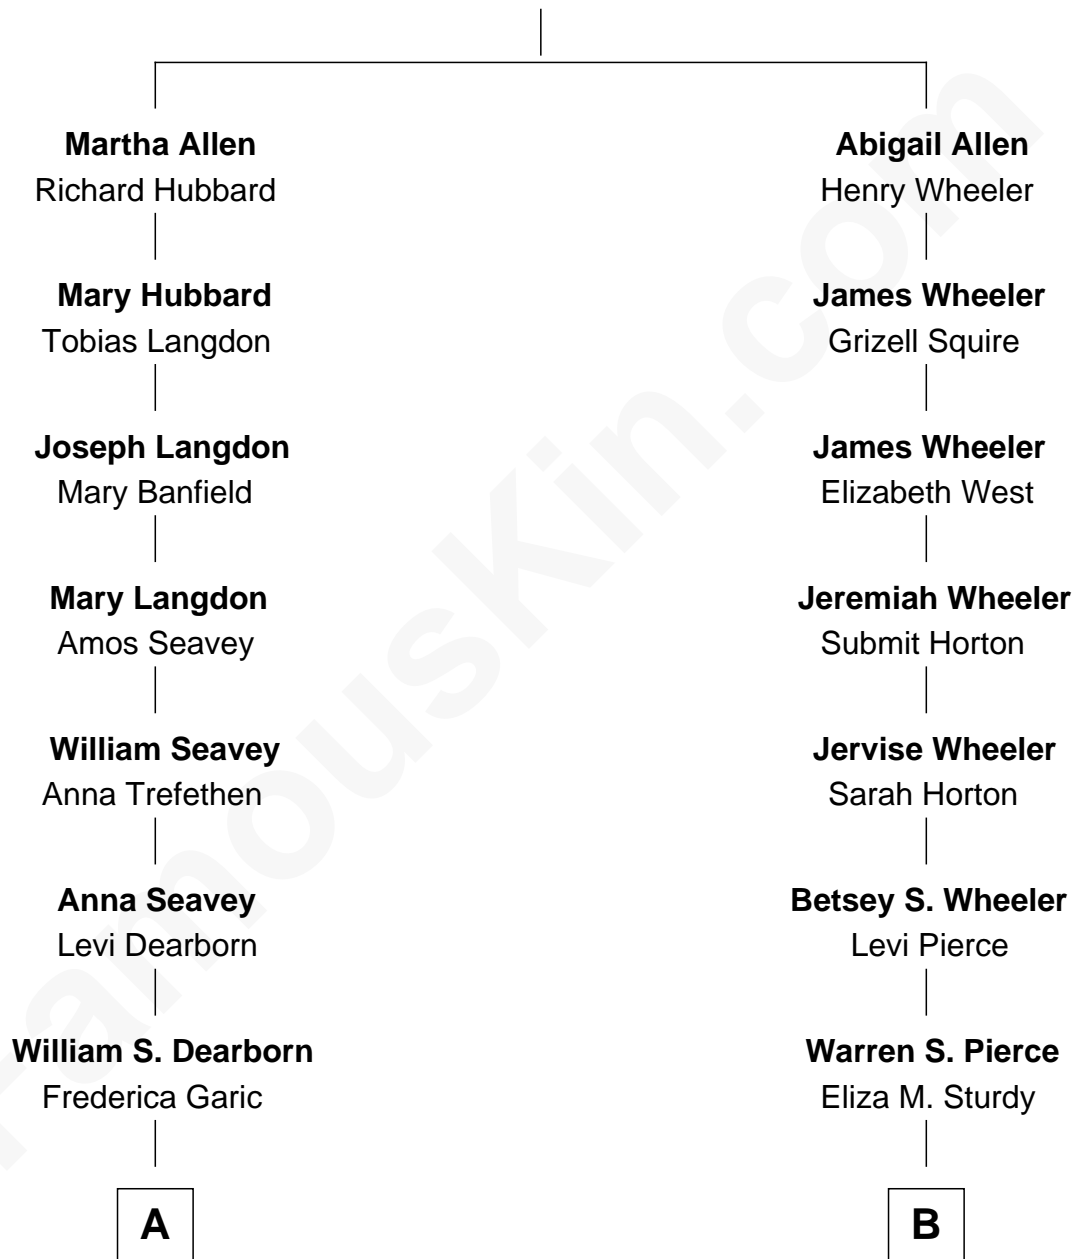 Martha Allen
Richard Hubbard
Mary Hubbard
Tobias Langdon
Joseph Langdon
Mary Banfield
Mary Langdon
Amos Seavey
William Seavey
Anna Trefethen
Anna Seavey
Levi Dearborn
William S. Dearborn
Frederica Garic
A
Abigail Allen
Henry Wheeler
James Wheeler
Grizell Squire
James Wheeler
Elizabeth West
Jeremiah Wheeler
Submit Horton
Jervise Wheeler
Sarah Horton
Betsey S. Wheeler
Levi Pierce
Warren S. Pierce
Eliza M. Sturdy
B
FamousKin.com